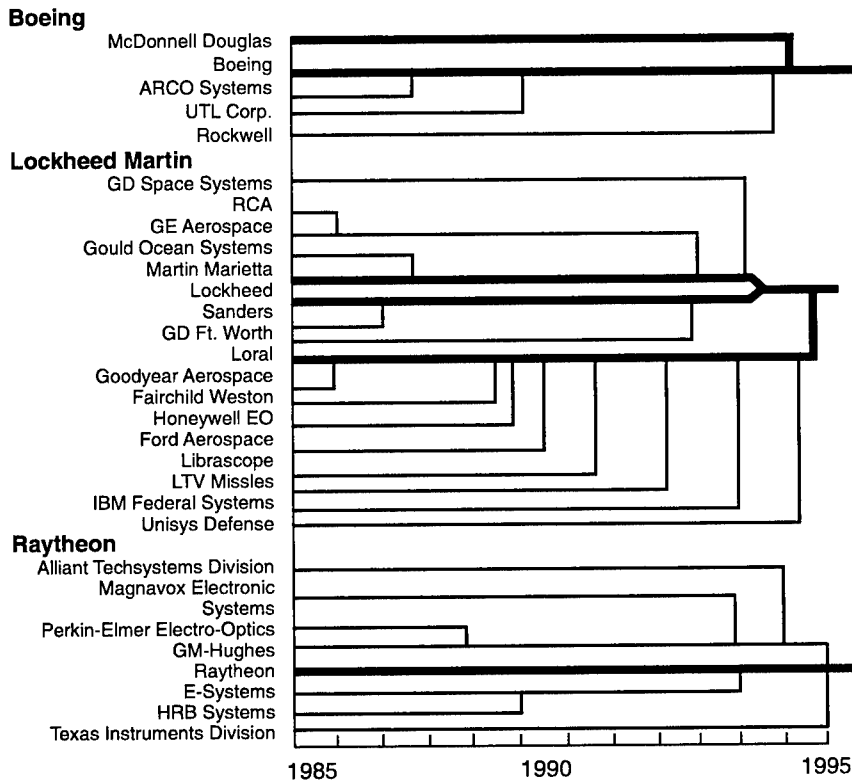 Boeing
McDonnell Douglas
Boeing
ARCO Systems
UTL Corp.
Rockwell
Lockheed Martin
GD Space Systems
RCA
GE Aerospace
Gould Ocean Systems
Martin Marietta
Lockheed
Sanders
GD Ft. Worth
Loral
Goodyear Aerospace
Fairchild Weston
Honeywell EO
Ford Aerospace
Librascope
LTV Missles
IBM Federal Systems
Unisys Defense
Raytheon
Alliant Techsystems Division
Magnavox Electronic
Systems
Perkin-Elmer Electro-Optics
GM-Hughes
Raytheon
E-Systems
HRB Systems
Texas Instruments Division
1985 1990 1995